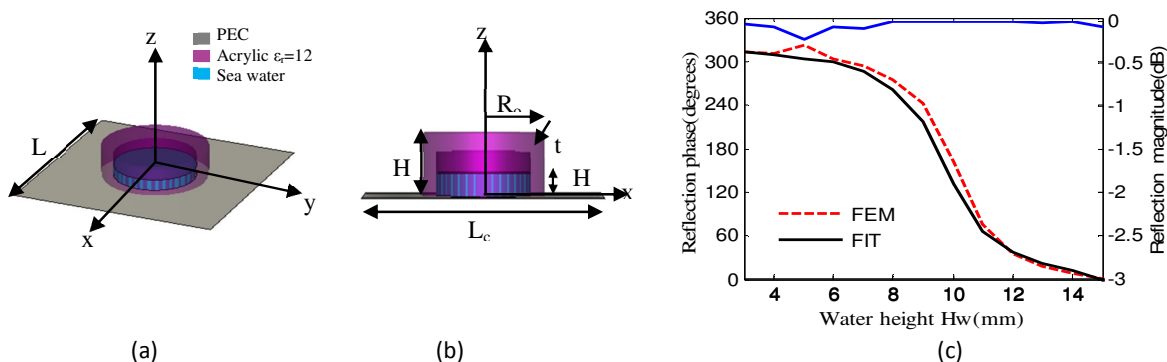 z
PEC
Acrylic εr=12
Sea water
L
x
y
(a)
z
Ro
t
H
H
x
Lc
(b)
360
300
240
180
120
60
0
Reflection phase(degrees)
0
-0.5
-1
-1.5
-2
-2.5
-3
Reflection magnitude(dB)
FEM
FIT
4
6
8
10
12
14
Water height Hw(mm)
(c)